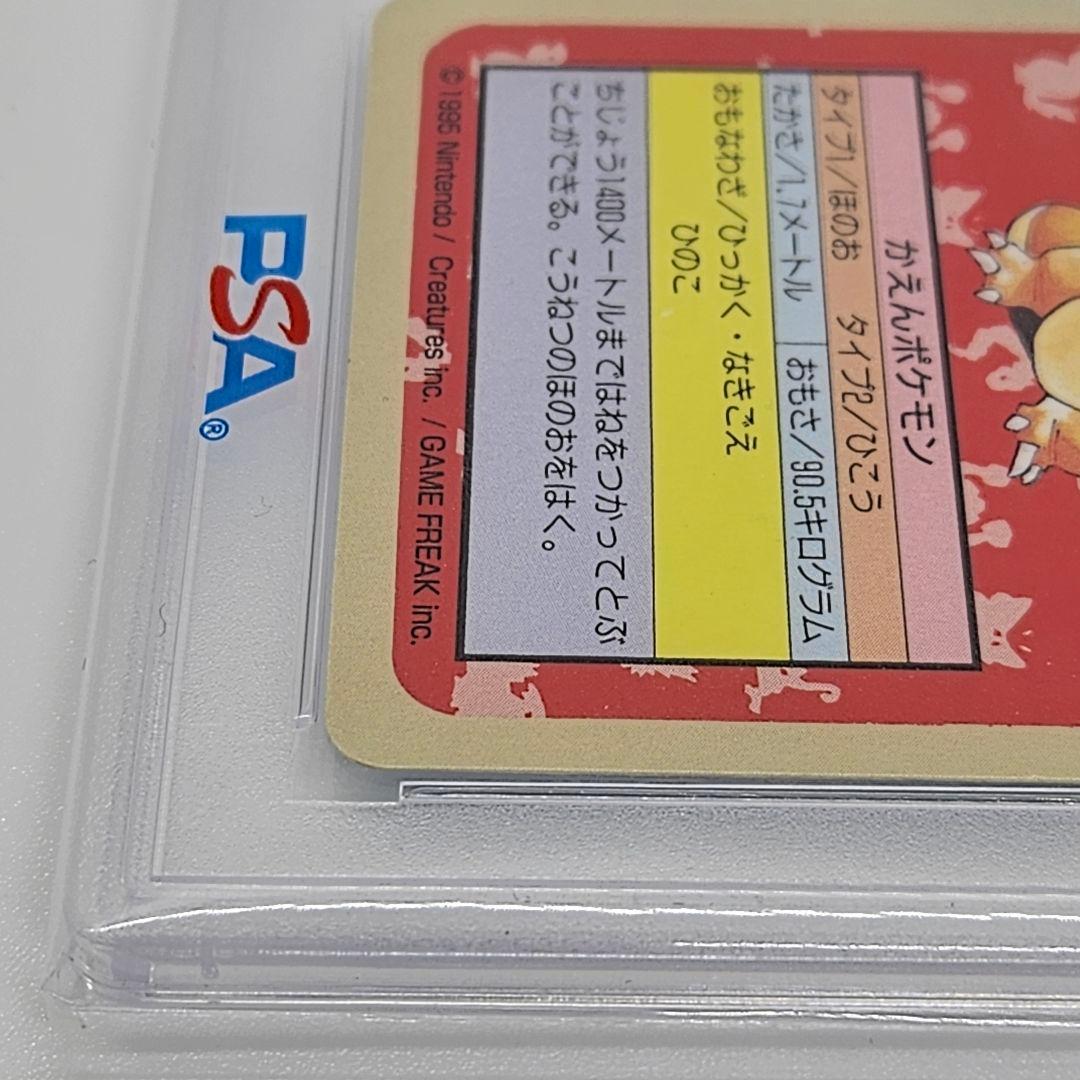 かえんポケモン
タイプ1/ほのお タイプ2/ひこう
たかさ/1.7メートル おもさ/90.5キログラム
おもなわざ/ひっかく・なきごえ
ひのこ
ちじょう1400メートルまではねをつかってとぶ
ことができる。こうねつのほのおをはく。
©1995 Nintendo / Creatures inc. / GAME FREAK inc.
PSA®